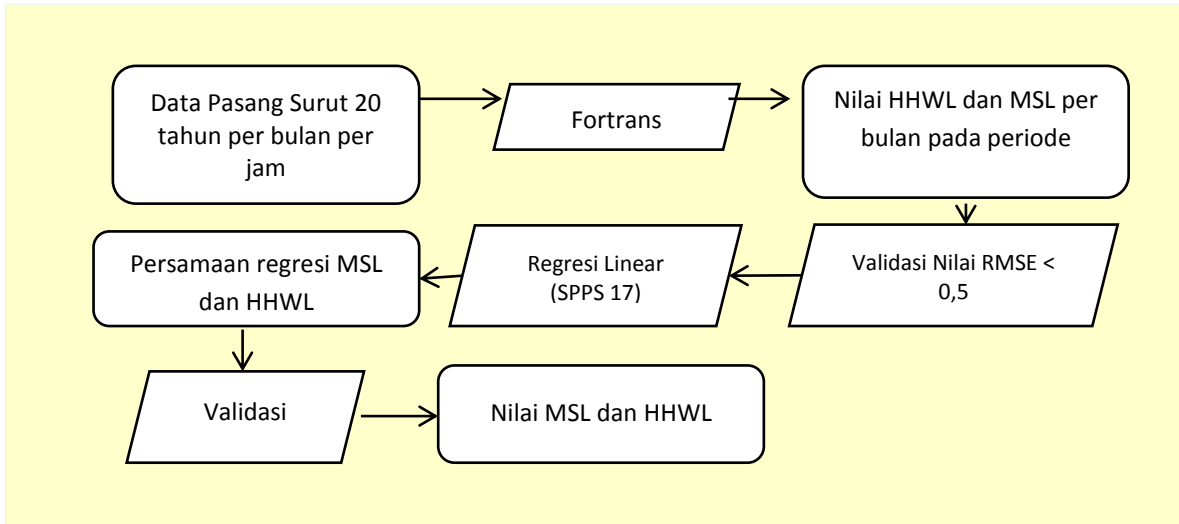 Data Pasang Surut 20
tahun per bulan per
jam
Fortrans
Nilai HHWL dan MSL per
bulan pada periode
Validasi Nilai RMSE <
0,5
Regresi Linear
(SPPS 17)
Persamaan regresi MSL
dan HHWL
Validasi
Nilai MSL dan HHWL